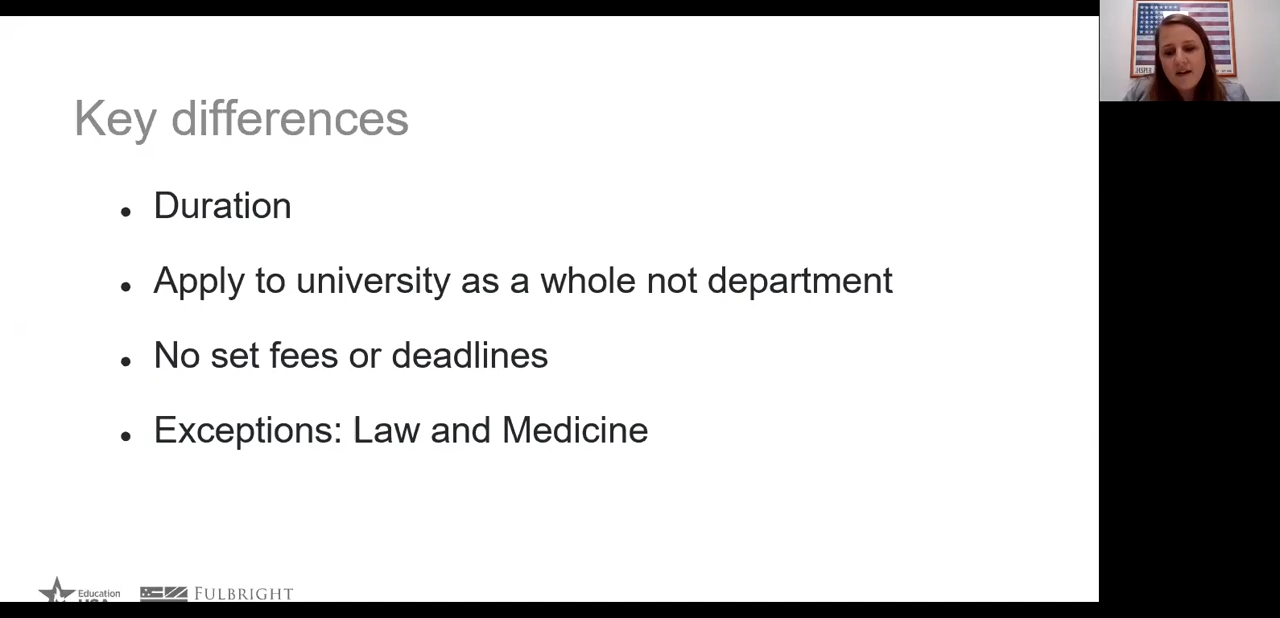 Key differences
Duration
Apply to university as a whole not department
No set fees or deadlines
Exceptions: Law and Medicine
Education
USA
FULBRIGHT